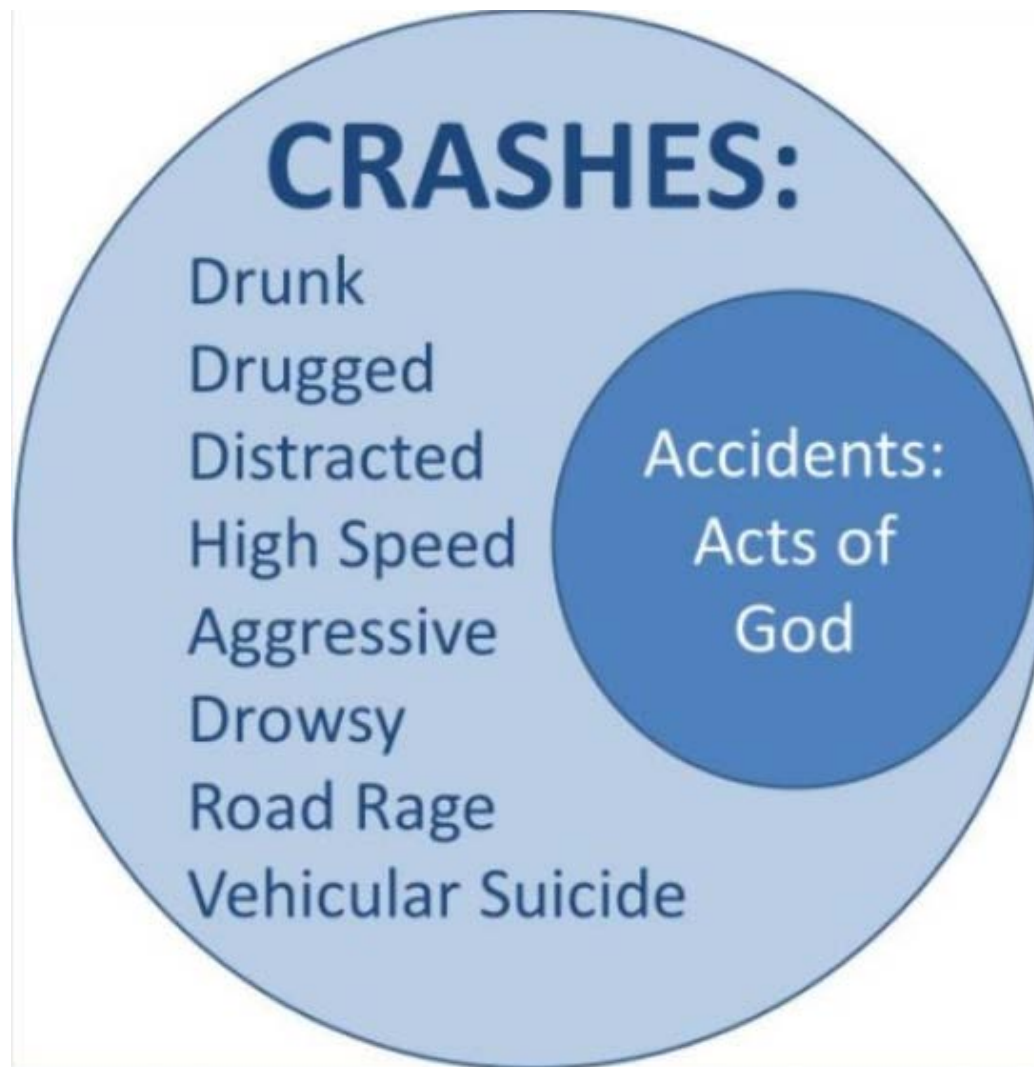 CRASHES:
Drunk
Drugged
Distracted
High Speed
Aggressive
Drowsy
Road Rage
Vehicular Suicide
Accidents:
Acts of
God